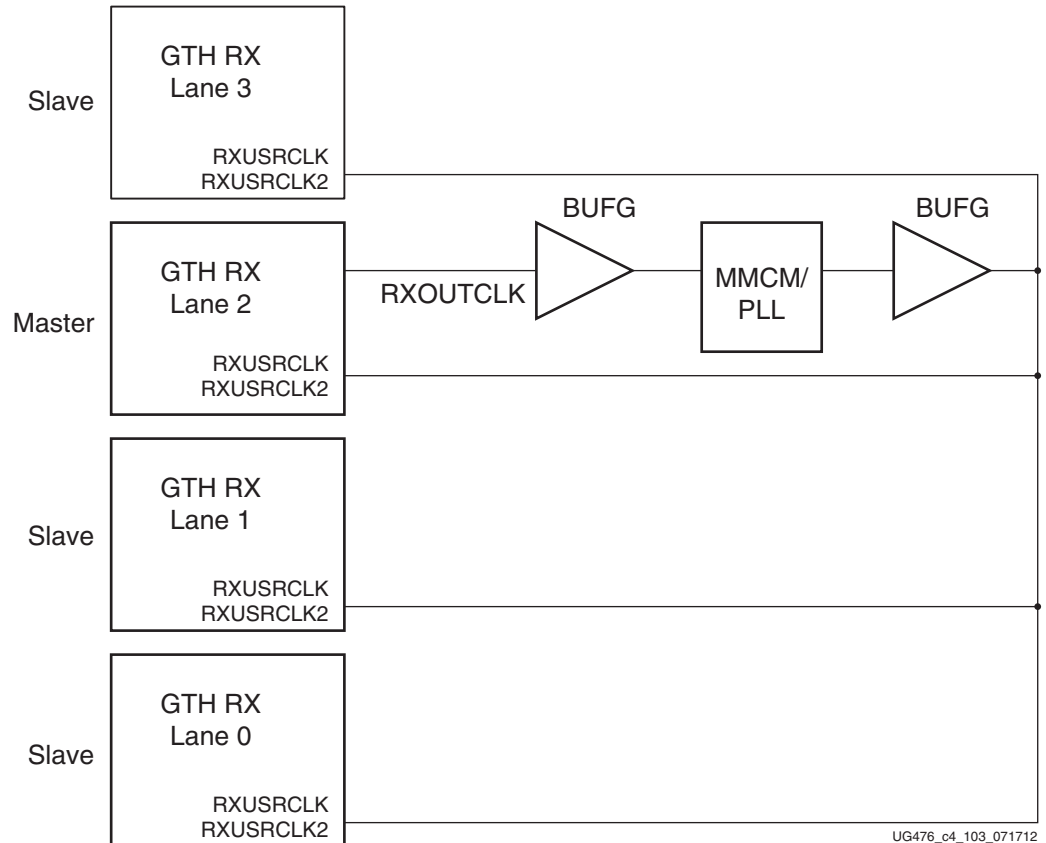 GTH RX
Lane 3
Slave
RXUSRCLK
RXUSRCLK2
BUFG
BUFG
GTH RX
Lane 2
RXOUTCLK
MMCM/
PLL
Master
RXUSRCLK
RXUSRCLK2
GTH RX
Lane 1
Slave
RXUSRCLK
RXUSRCLK2
GTH RX
Lane 0
Slave
RXUSRCLK
RXUSRCLK2
UG476_c4_103_071712